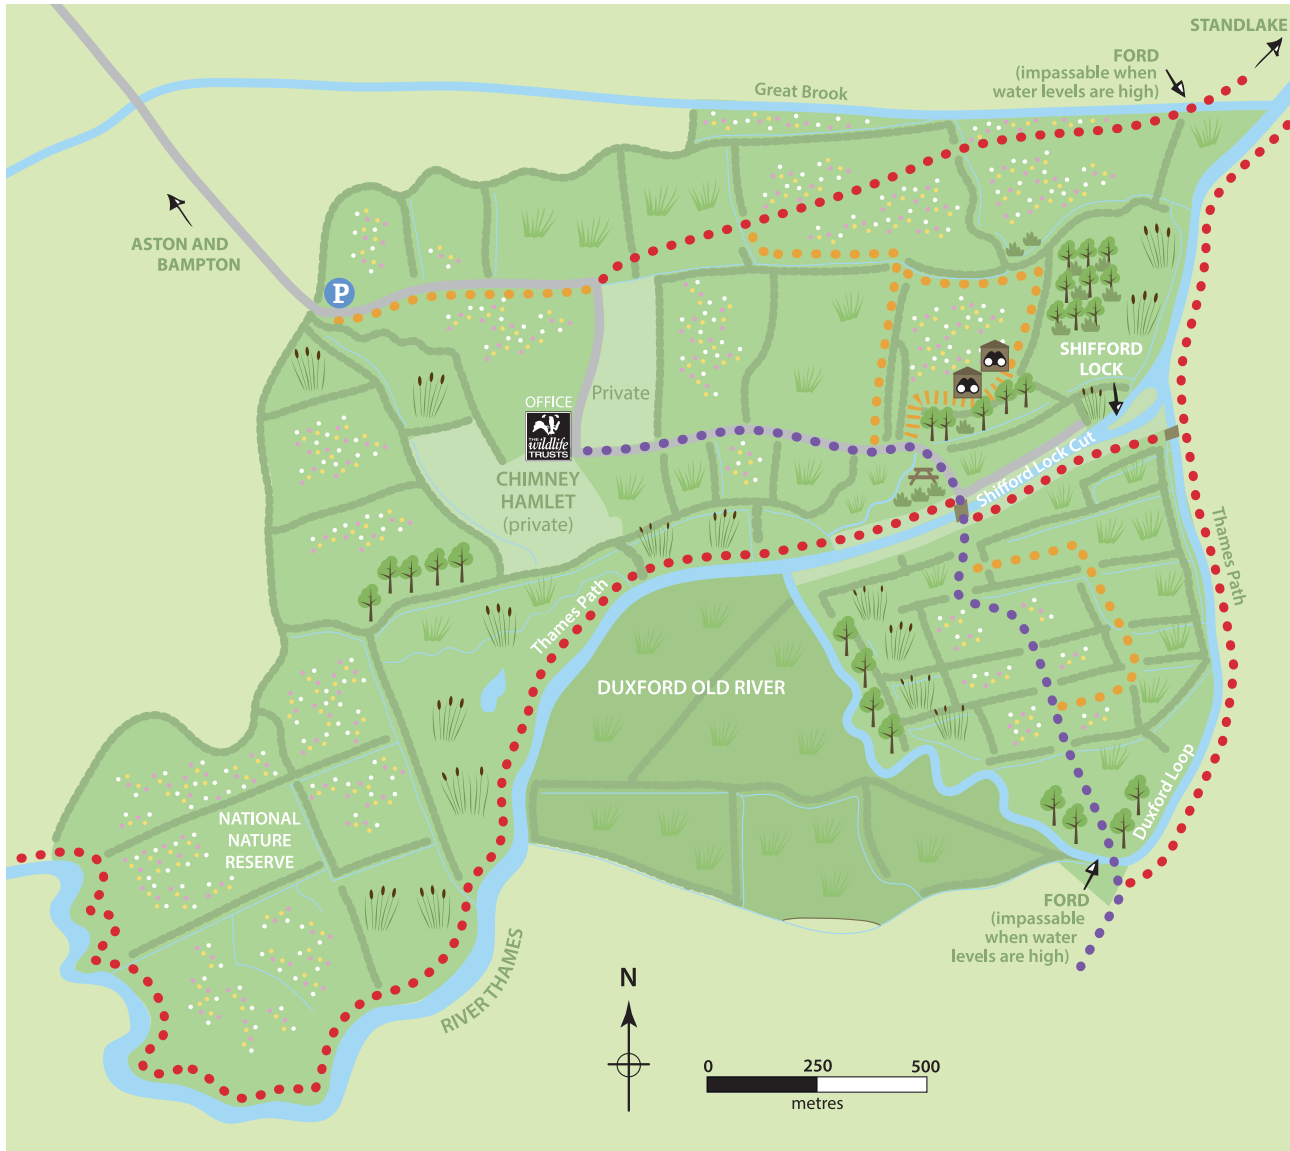 STANDLAKE
FORD
(impassable when
water levels are high)
Great Brook
ASTON AND
BAMPTON
P
SHIFFORD
LOCK
Private
OFFICE
THE
wildlife
TRUSTS
CHIMNEY
HAMLET
(private)
Shifford Lock Cut
Thames Path
Thames Path
DUXFORD OLD RIVER
Duxford Loop
NATIONAL
NATURE
RESERVE
FORD
(impassable
when water
levels are high)
RIVER THAMES
N
0 250 500
metres